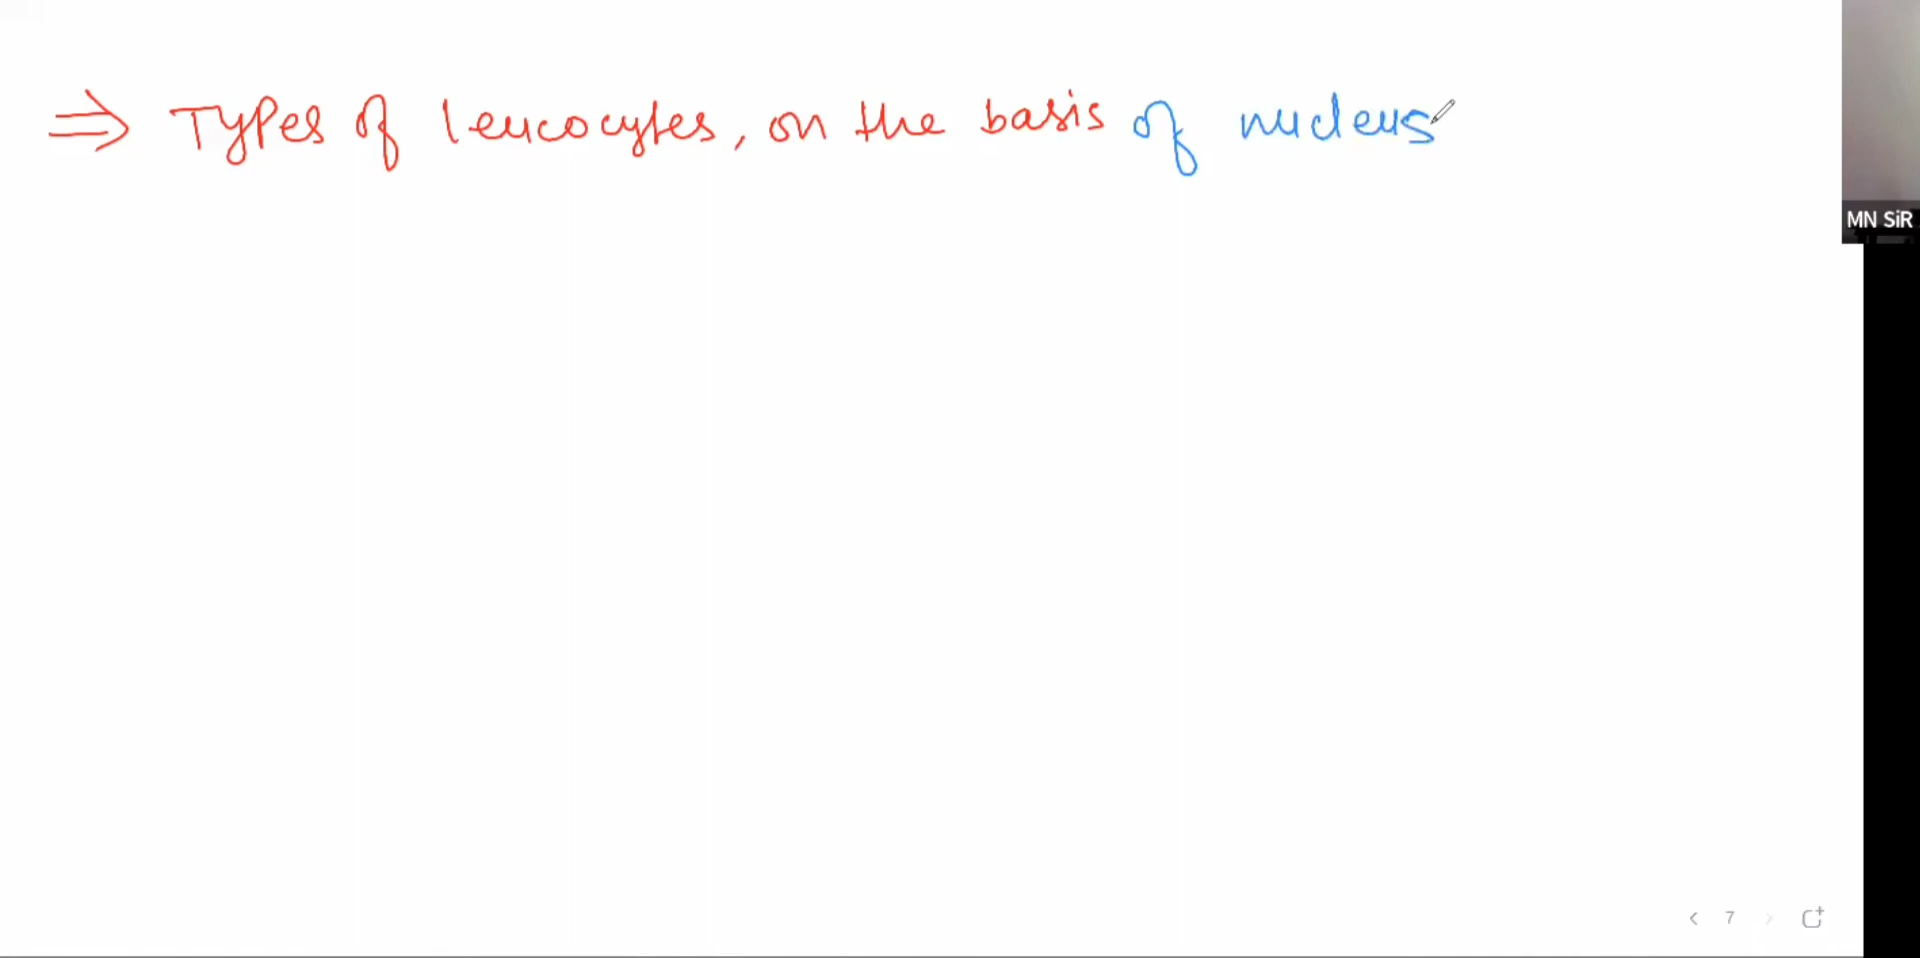 ⇒ Types of leucocytes, on the basis of nucleus
MN SiR
< 7 >